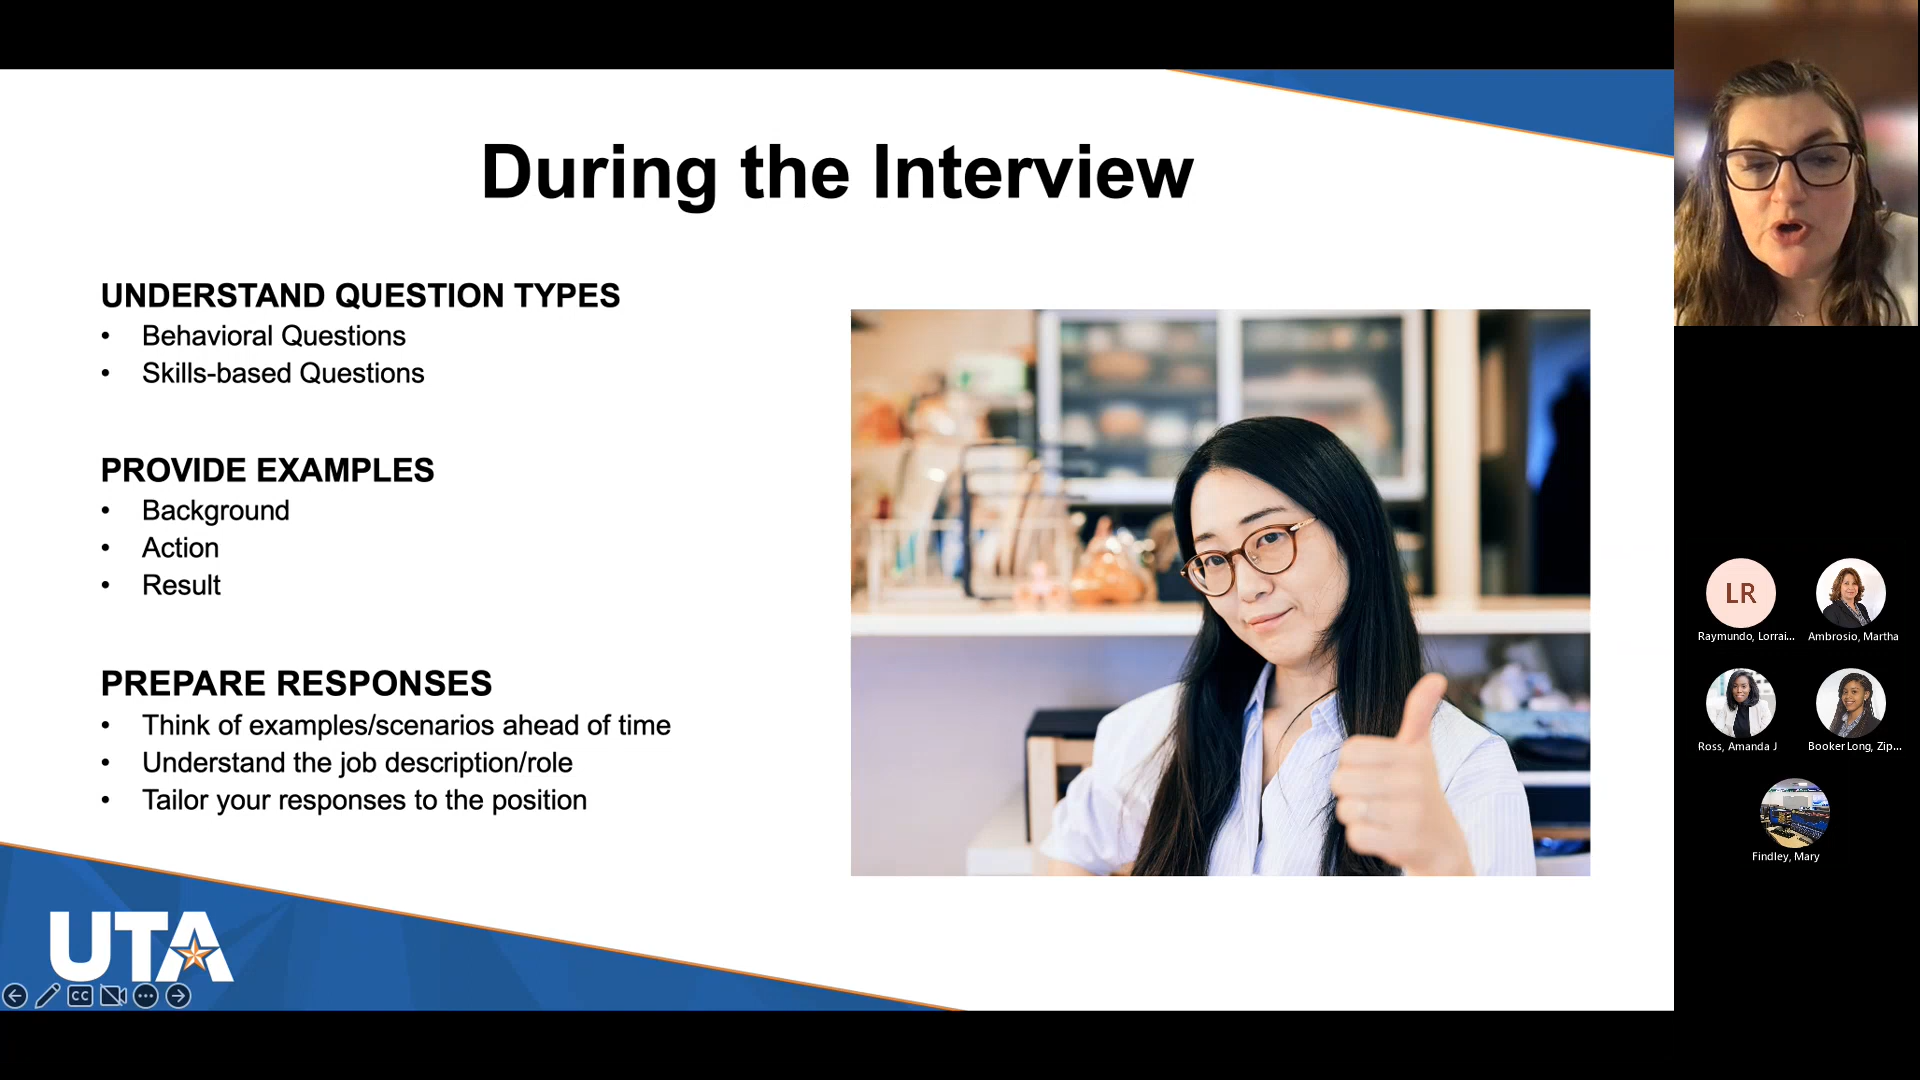 During the Interview
UNDERSTAND QUESTION TYPES
• Behavioral Questions
• Skills-based Questions
PROVIDE EXAMPLES
• Background
• Action
• Result
PREPARE RESPONSES
• Think of examples/scenarios ahead of time
• Understand the job description/role
• Tailor your responses to the position
UTA
CC
LR
Raymundo, Lorrai...
Ambrosio, Martha
Ross, Amanda J
Booker Long, Zip...
Findley, Mary